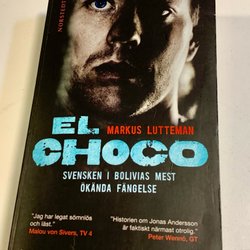 NORSTEDTS
EL
MARKUS LUTTEMAN
CHOCO
SVENSKEN I BOLIVIAS MEST
ÖKÄNDA FÄNGELSE
"Jag har legat sömnlös
och läst."
Malou von Sivers, TV 4
"Historien om Jonas Andersson
är faktiskt närmast otrolig."
Peter Wennö, GT